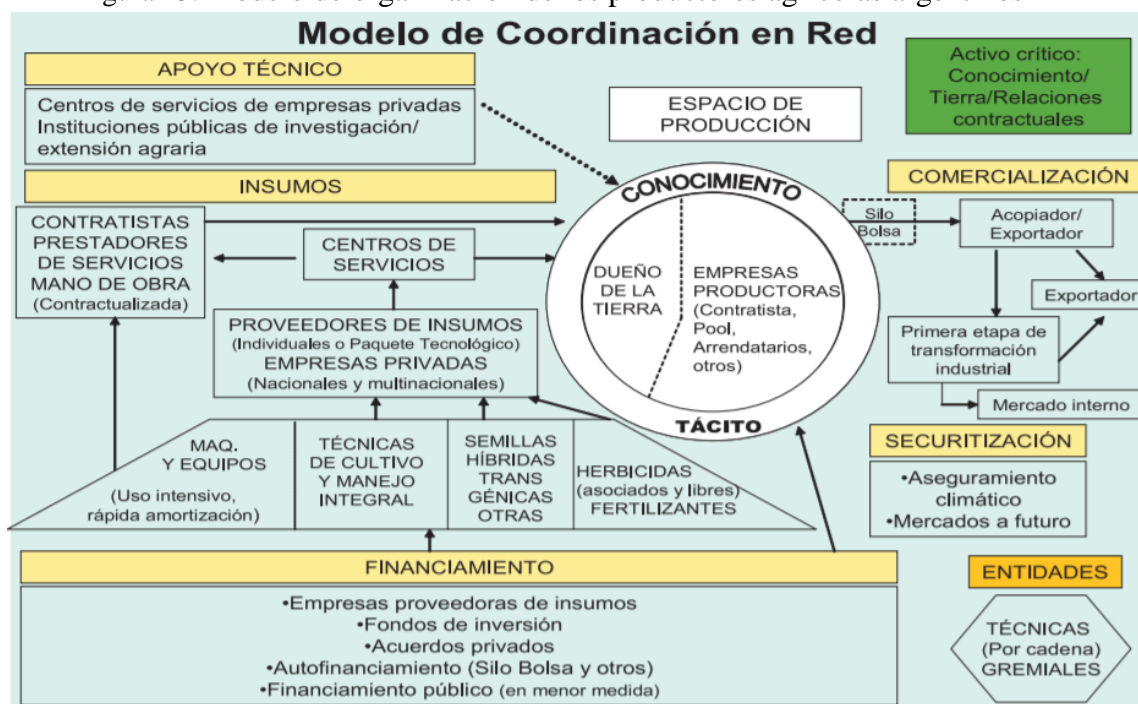 Modelo de Coordinación en Red
APOYO TÉCNICO
Centros de servicios de empresas privadas
Instituciones públicas de investigación/
extensión agraria
ESPACIO DE
PRODUCCIÓN
Activo crítico:
Conocimiento/
Tierra/Relaciones
contractuales
INSUMOS
CONTRATISTAS
PRESTADORES
DE SERVICIOS
MANO DE OBRA
(Contractualizada)
CENTROS DE
SERVICIOS
PROVEEDORES DE INSUMOS
(Individuales o Paquete Tecnológico)
EMPRESAS PRIVADAS
(Nacionales y multinacionales)
CONOCIMIENTO
DUEÑO
DE LA
TIERRA
EMPRESAS
PRODUCTORAS
(Contratista,
Pool,
Arrendatarios,
otros)
TÁCITO
COMERCIALIZACIÓN
Silo
Bolsa
Acopiador/
Exportador
Exportador
Primera etapa de
transformación
industrial
Mercado interno
MAQ.
Y EQUIPOS
(Uso intensivo,
rápida amortización)
TÉCNICAS
DE CULTIVO
Y MANEJO
INTEGRAL
SEMILLAS
HÍBRIDAS
TRANS
GÉNICAS
OTRAS
HERBICIDAS
(asociados y libres)
FERTILIZANTES
SECURITIZACIÓN
•Aseguramiento
climático
•Mercados a futuro
FINANCIAMIENTO
•Empresas proveedoras de insumos
•Fondos de inversión
•Acuerdos privados
•Autofinanciamiento (Silo Bolsa y otros)
•Financiamiento público (en menor medida)
ENTIDADES
TÉCNICAS
(Por cadena)
GREMIALES